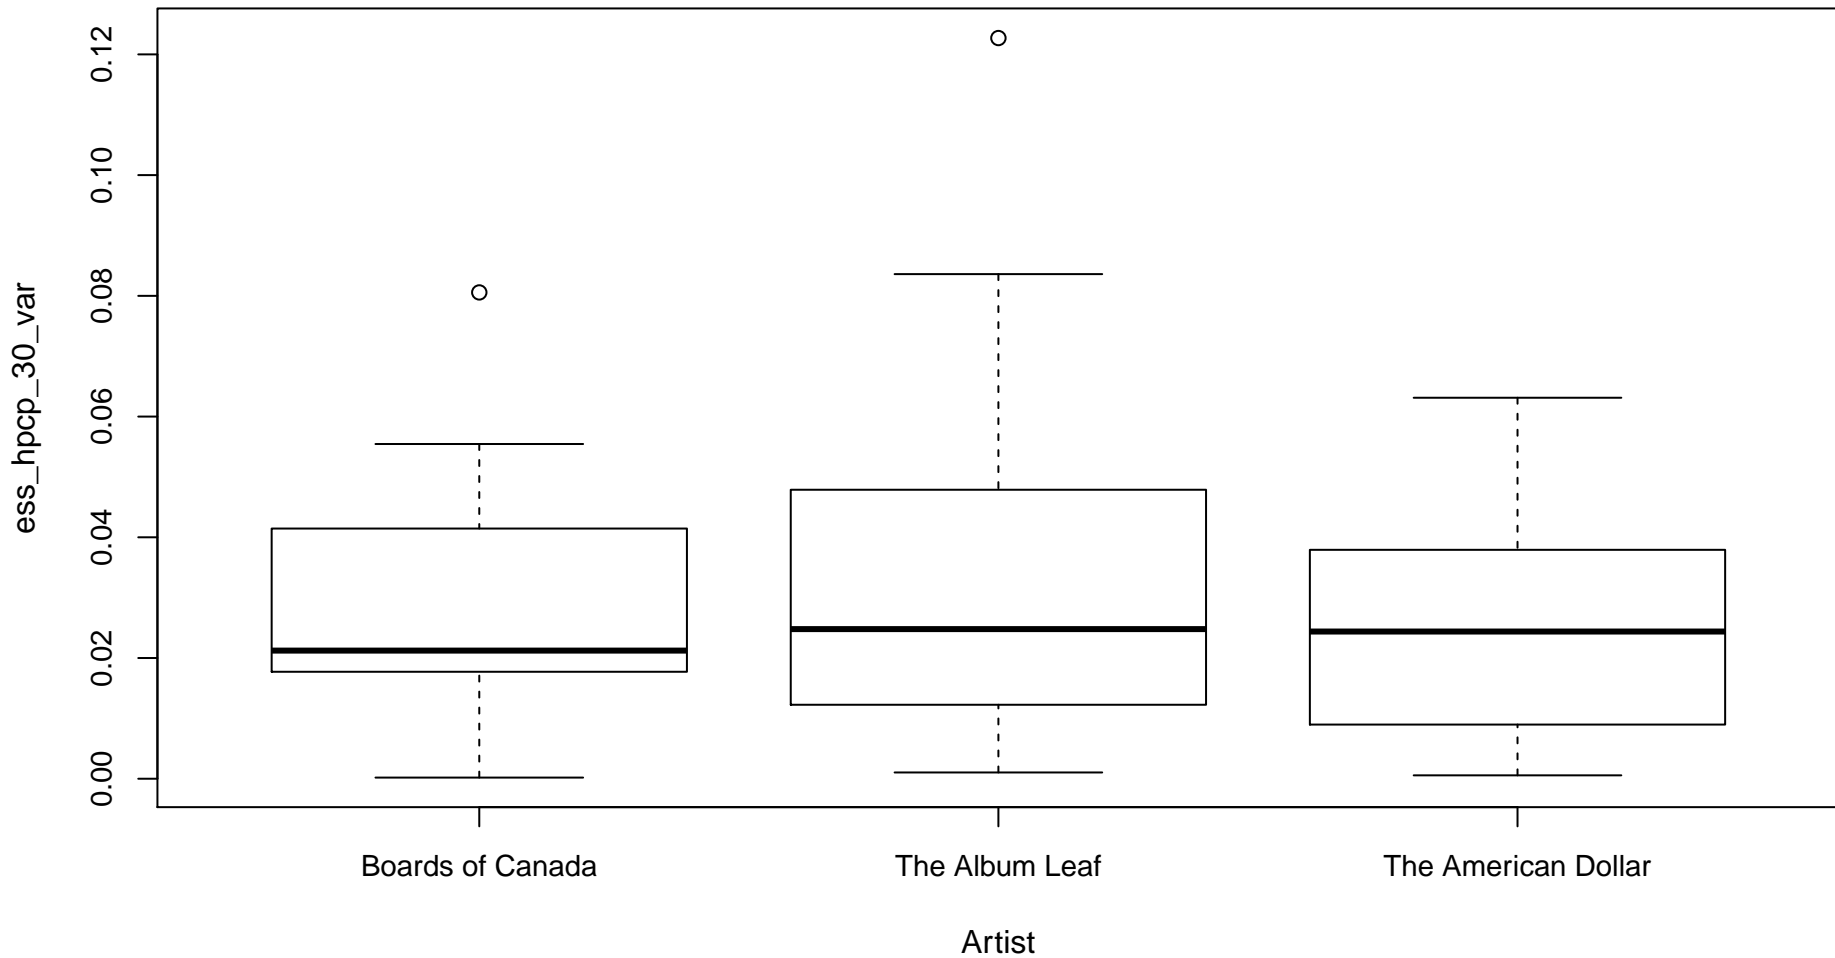 ess_hpcp_30_var
0.12
0.10
0.08
0.06
0.04
0.02
0.00
Boards of Canada
The Album Leaf
The American Dollar
Artist